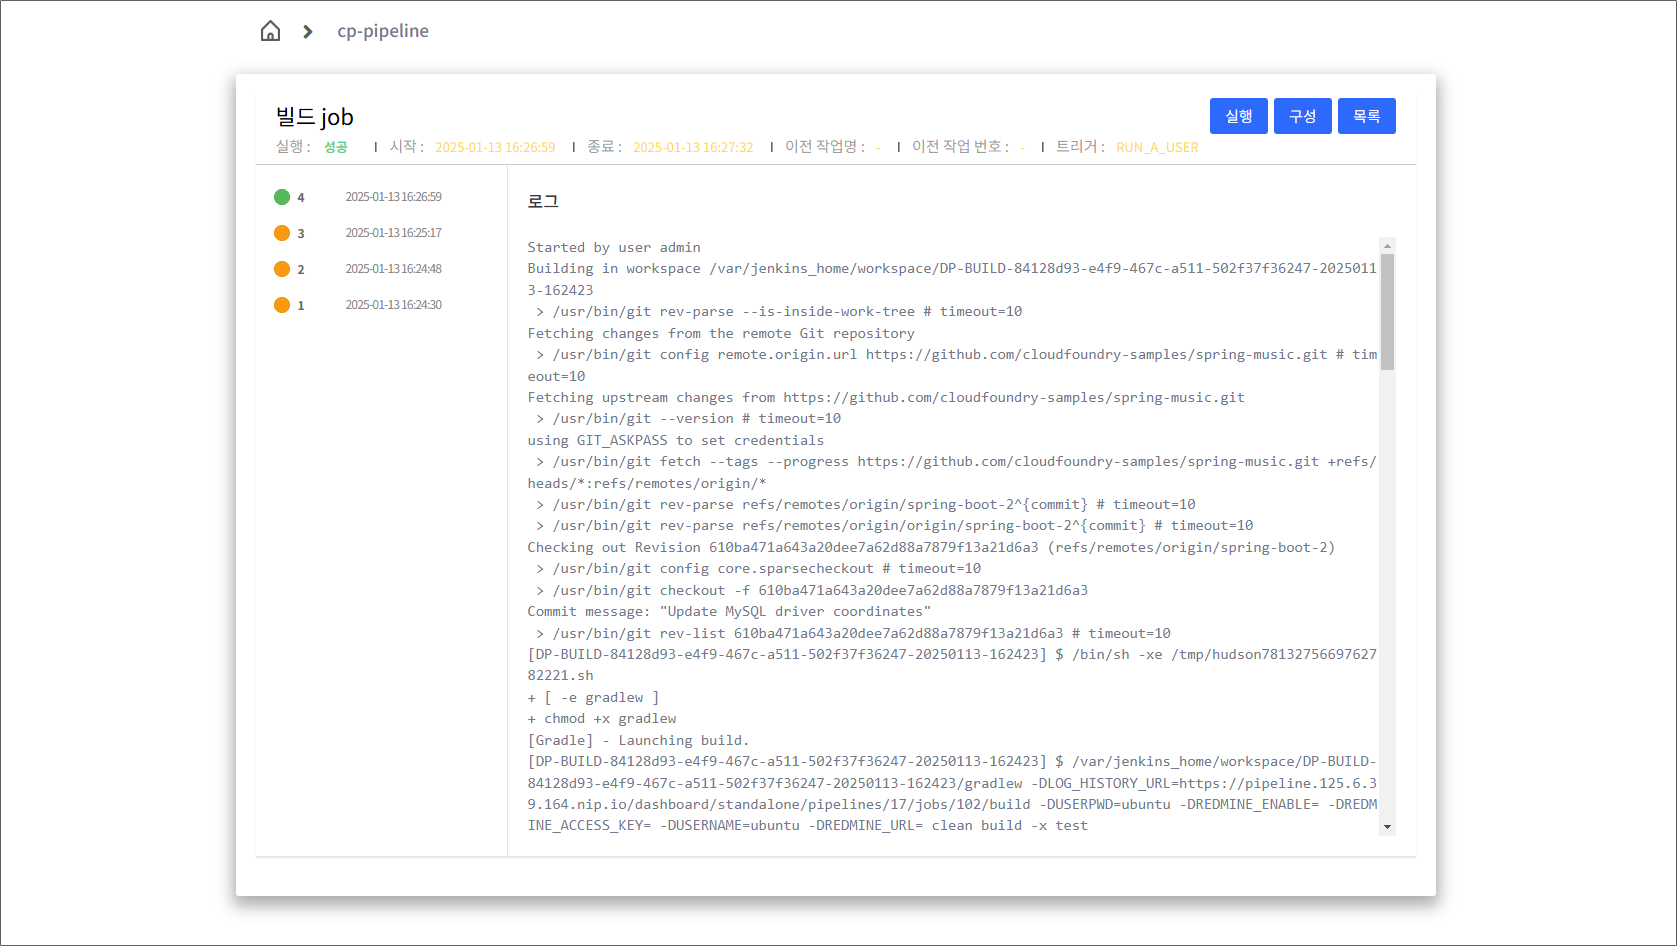 cp-pipeline
빌드 job
실행 구성 목록
실행 : 성공 I 시작 : 2025-01-13 16:26:59 I 종료 : 2025-01-13 16:27:32 I 이전 작업명 : - I 이전 작업 번호 : - I 트리거 : RUN_A_USER
4 2025-01-13 16:26:59
3 2025-01-13 16:25:17
2 2025-01-13 16:24:48
1 2025-01-13 16:24:30
로그
Started by user admin
Building in workspace /var/jenkins_home/workspace/DP-BUILD-84128d93-e4f9-467c-a511-502f37f36247-2025011
3-162423
> /usr/bin/git rev-parse --is-inside-work-tree # timeout=10
Fetching changes from the remote Git repository
> /usr/bin/git config remote.origin.url https://github.com/cloudfoundry-samples/spring-music.git # tim
eout=10
Fetching upstream changes from https://github.com/cloudfoundry-samples/spring-music.git
> /usr/bin/git --version # timeout=10
using GIT_ASKPASS to set credentials
> /usr/bin/git fetch --tags --progress https://github.com/cloudfoundry-samples/spring-music.git +refs/
heads/*:refs/remotes/origin/*
> /usr/bin/git rev-parse refs/remotes/origin/spring-boot-2^{commit} # timeout=10
> /usr/bin/git rev-parse refs/remotes/origin/origin/spring-boot-2^{commit} # timeout=10
Checking out Revision 610ba471a643a20dee7a62d88a7879f13a21d6a3 (refs/remotes/origin/spring-boot-2)
> /usr/bin/git config core.sparsecheckout # timeout=10
> /usr/bin/git checkout -f 610ba471a643a20dee7a62d88a7879f13a21d6a3
Commit message: "Update MySQL driver coordinates"
> /usr/bin/git rev-list 610ba471a643a20dee7a62d88a7879f13a21d6a3 # timeout=10
[DP-BUILD-84128d93-e4f9-467c-a511-502f37f36247-20250113-162423] $ /bin/sh -xe /tmp/hudson78132756697627
82221.sh
+ [ -e gradlew ]
+ chmod +x gradlew
[Gradle] - Launching build.
[DP-BUILD-84128d93-e4f9-467c-a511-502f37f36247-20250113-162423] $ /var/jenkins_home/workspace/DP-BUILD-
84128d93-e4f9-467c-a511-502f37f36247-20250113-162423/gradlew -DLOG_HISTORY_URL=https://pipeline.125.6.3
9.164.nip.io/dashboard/standalone/pipelines/17/jobs/102/build -DUSERPWD=ubuntu -DREDMINE_ENABLE= -DREDM
INE_ACCESS_KEY= -DUSERNAME=ubuntu -DREDMINE_URL= clean build -x test